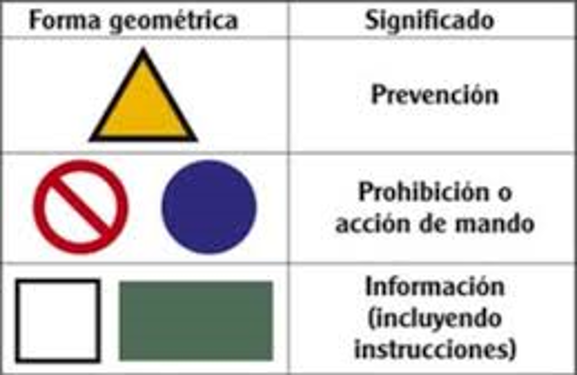 Forma geométrica
Significado
Prevención
Prohibición o
acción de mando
Información
(incluyendo
instrucciones)